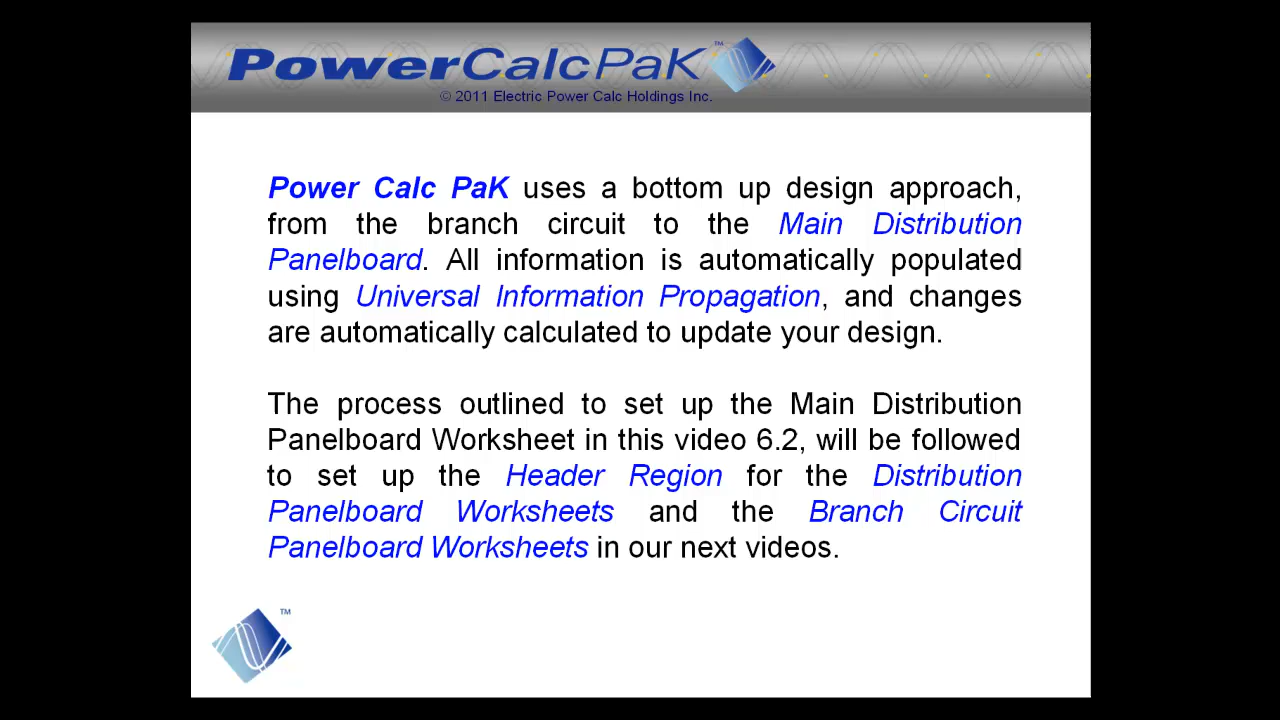 PowerCalcPaK ™
© 2011 Electric Power Calc Holdings Inc.
Power Calc PaK uses a bottom up design approach,
from the branch circuit to the Main Distribution
Panelboard. All information is automatically populated
using Universal Information Propagation, and changes
are automatically calculated to update your design.
The process outlined to set up the Main Distribution
Panelboard Worksheet in this video 6.2, will be followed
to set up the Header Region for the Distribution
Panelboard Worksheets and the Branch Circuit
Panelboard Worksheets in our next videos.
™